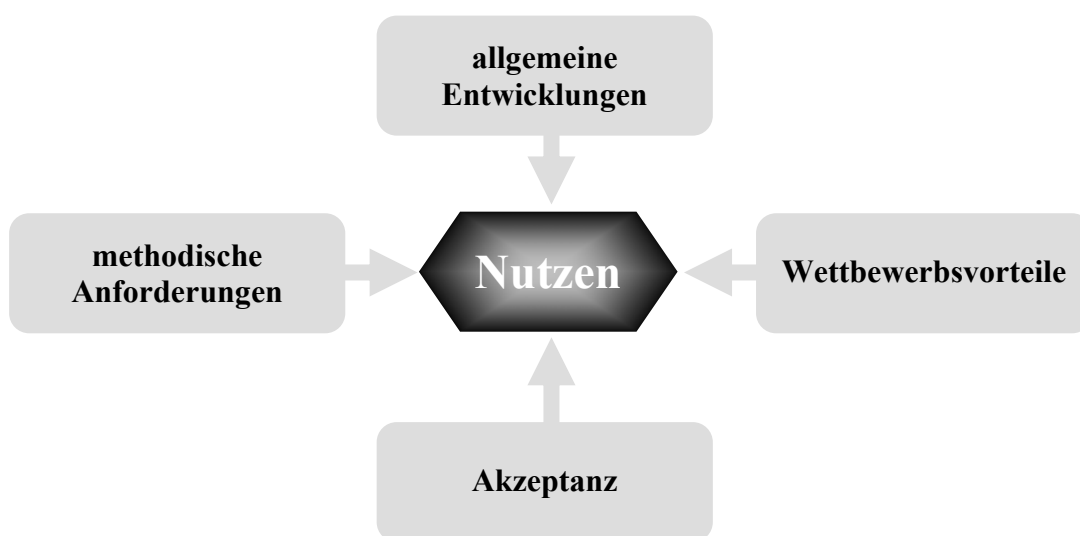 allgemeine
Entwicklungen
methodische
Anforderungen
Nutzen
Wettbewerbsvorteile
Akzeptanz